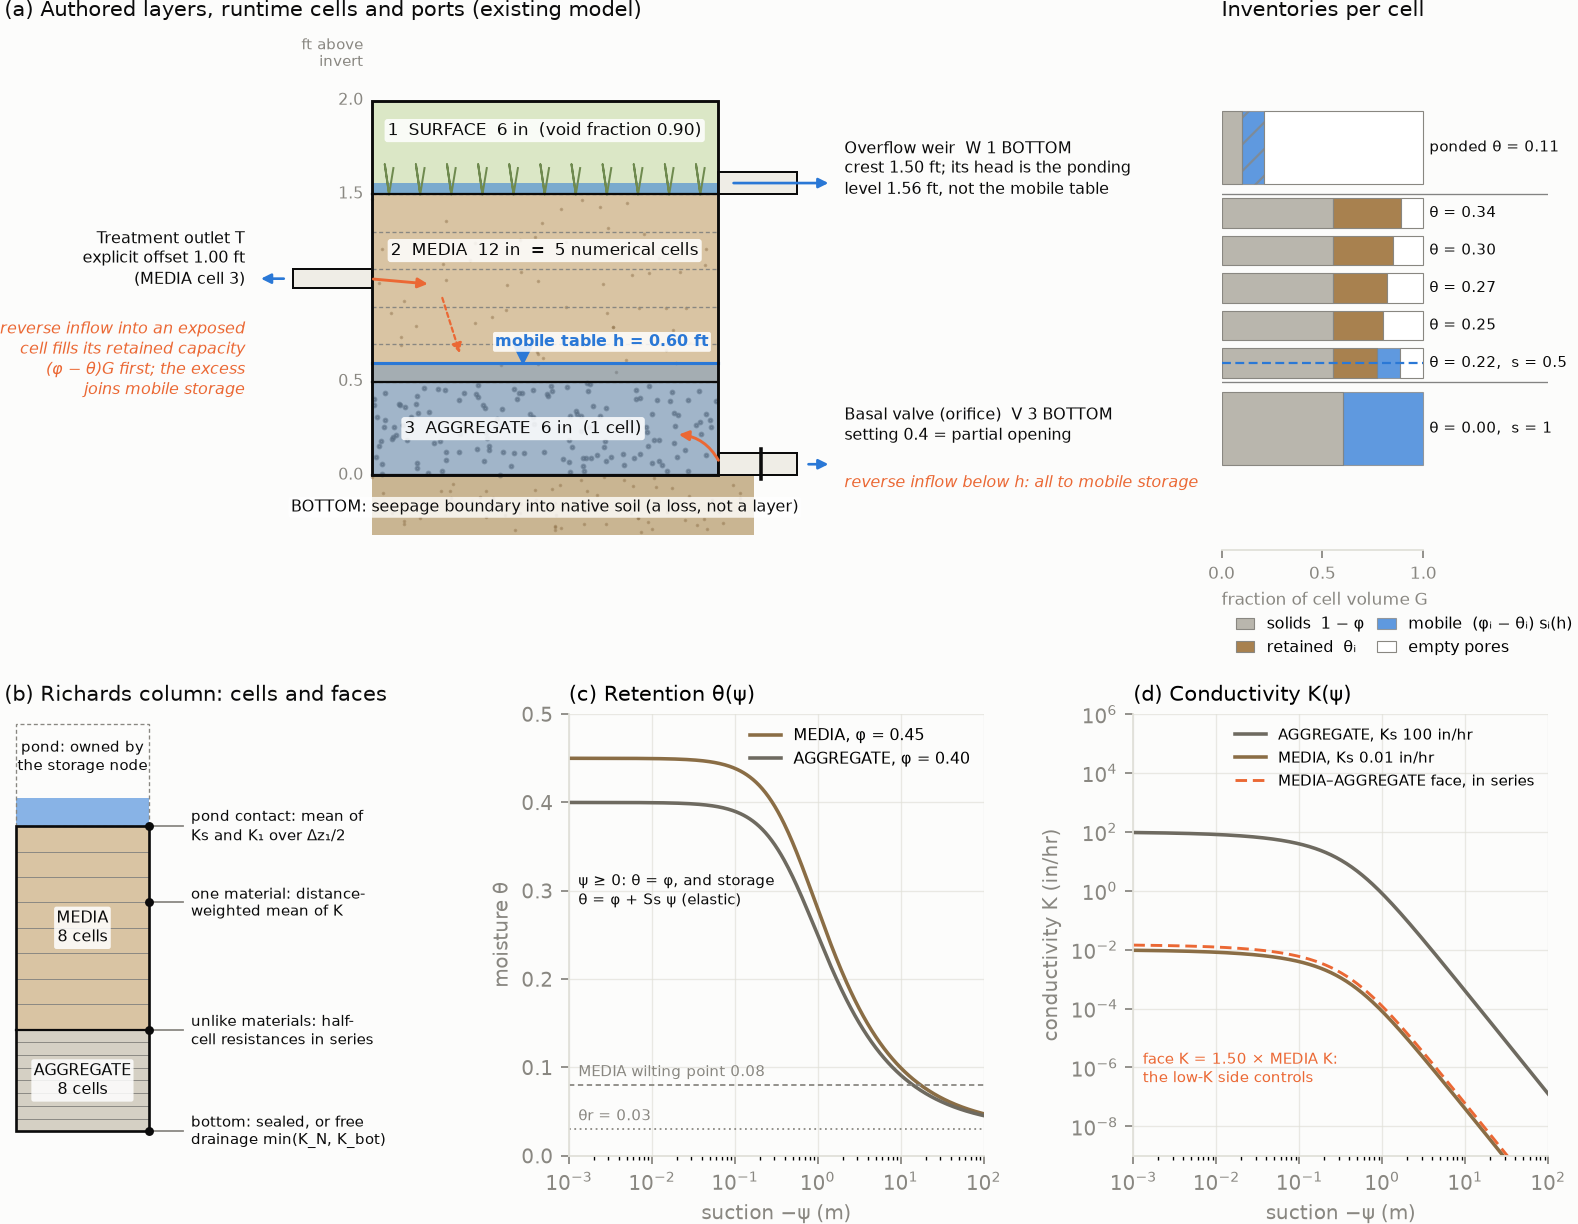 (a) Authored layers, runtime cells and ports (existing model)
Inventories per cell
ft above
invert
2.0
1.5
0.5
0.0
1  SURFACE  6 in  (void fraction 0.90)
2  MEDIA  12 in  =  5 numerical cells
mobile table h = 0.60 ft
3  AGGREGATE  6 in  (1 cell)
BOTTOM: seepage boundary into native soil (a loss, not a layer)
Treatment outlet T
explicit offset 1.00 ft
(MEDIA cell 3)
reverse inflow into an exposed
cell fills its retained capacity
(φ − θ)G first; the excess
joins mobile storage
Overflow weir  W 1 BOTTOM
crest 1.50 ft; its head is the ponding
level 1.56 ft, not the mobile table
Basal valve (orifice)  V 3 BOTTOM
setting 0.4 = partial opening
reverse inflow below h: all to mobile storage
ponded θ = 0.11
θ = 0.34
θ = 0.30
θ = 0.27
θ = 0.25
θ = 0.22,  s = 0.5
θ = 0.00,  s = 1
0.0 0.5 1.0
fraction of cell volume G
solids  1 − φ
mobile  (φᵢ − θᵢ) sᵢ(h)
retained  θᵢ
empty pores
(b) Richards column: cells and faces
pond: owned by
the storage node
MEDIA
8 cells
AGGREGATE
8 cells
pond contact: mean of
Ks and K₁ over Δz₁/2
one material: distance-
weighted mean of K
unlike materials: half-
cell resistances in series
bottom: sealed, or free
drainage min(K_N, K_bot)
(c) Retention θ(ψ)
MEDIA, φ = 0.45
AGGREGATE, φ = 0.40
ψ ≥ 0: θ = φ, and storage
θ = φ + Ss ψ (elastic)
MEDIA wilting point 0.08
θr = 0.03
moisture θ
0.5
0.4
0.3
0.2
0.1
0.0
10⁻³ 10⁻² 10⁻¹ 10⁰ 10¹ 10²
suction −ψ (m)
(d) Conductivity K(ψ)
AGGREGATE, Ks 100 in/hr
MEDIA, Ks 0.01 in/hr
MEDIA–AGGREGATE face, in series
face K = 1.50 × MEDIA K:
the low-K side controls
conductivity K (in/hr)
10⁶
10⁴
10²
10⁰
10⁻²
10⁻⁴
10⁻⁶
10⁻⁸
10⁻³ 10⁻² 10⁻¹ 10⁰ 10¹ 10²
suction −ψ (m)